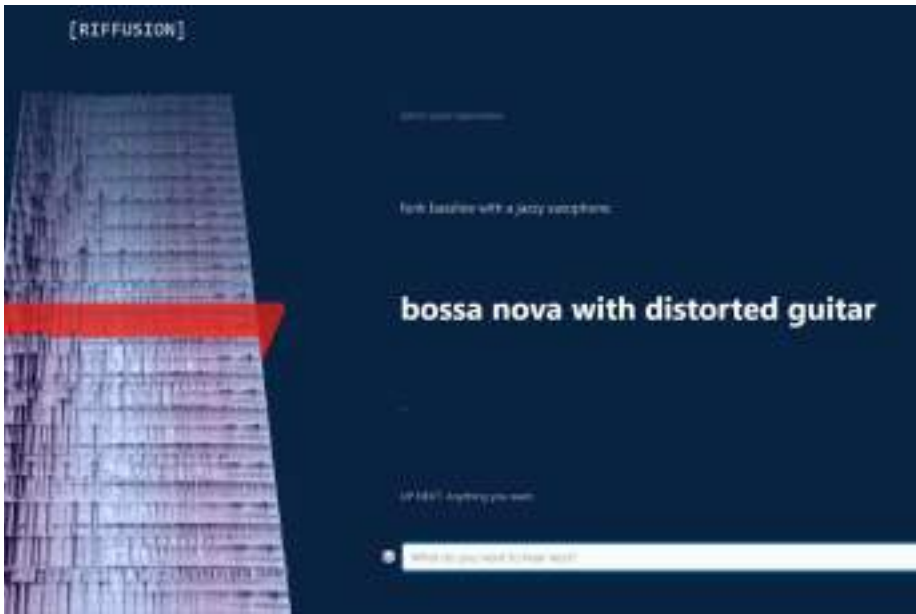 [RIFFUSION]
funk bassline with a jazzy saxophone
bossa nova with distorted guitar
...
UP NEXT: Anything you want
What do you want to hear next?